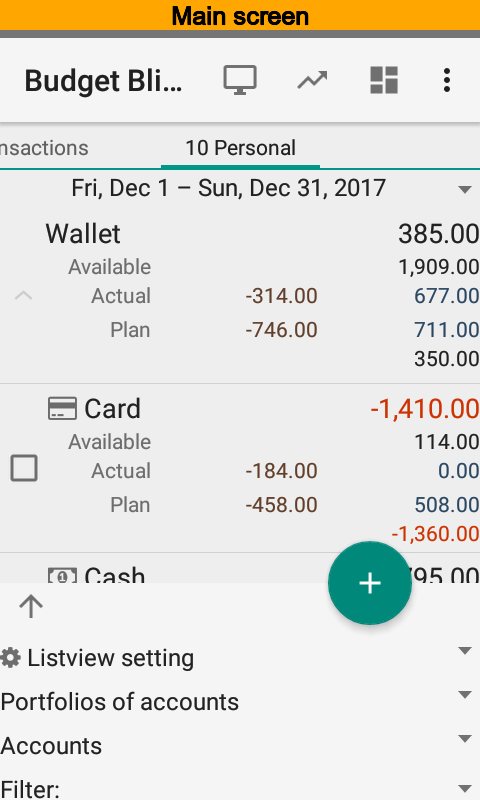 Main screen
Budget Bli...
nsactions 10 Personal
Fri, Dec 1 – Sun, Dec 31, 2017
Wallet 385.00
Available 1,909.00
Actual -314.00 677.00
Plan -746.00 711.00
350.00
Card -1,410.00
Available 114.00
Actual -184.00 0.00
Plan -458.00 508.00
-1,360.00
Cash 795.00
+
Listview setting
Portfolios of accounts
Accounts
Filter: